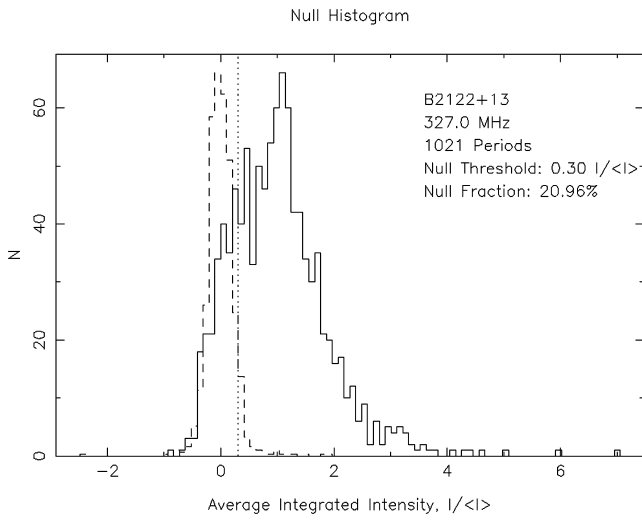 Null Histogram
B2122+13
327.0 MHz
1021 Periods
Null Threshold: 0.30 I/<I>
Null Fraction: 20.96%
N
60
40
20
0
−2 0 2 4 6
Average Integrated Intensity, I/<I>